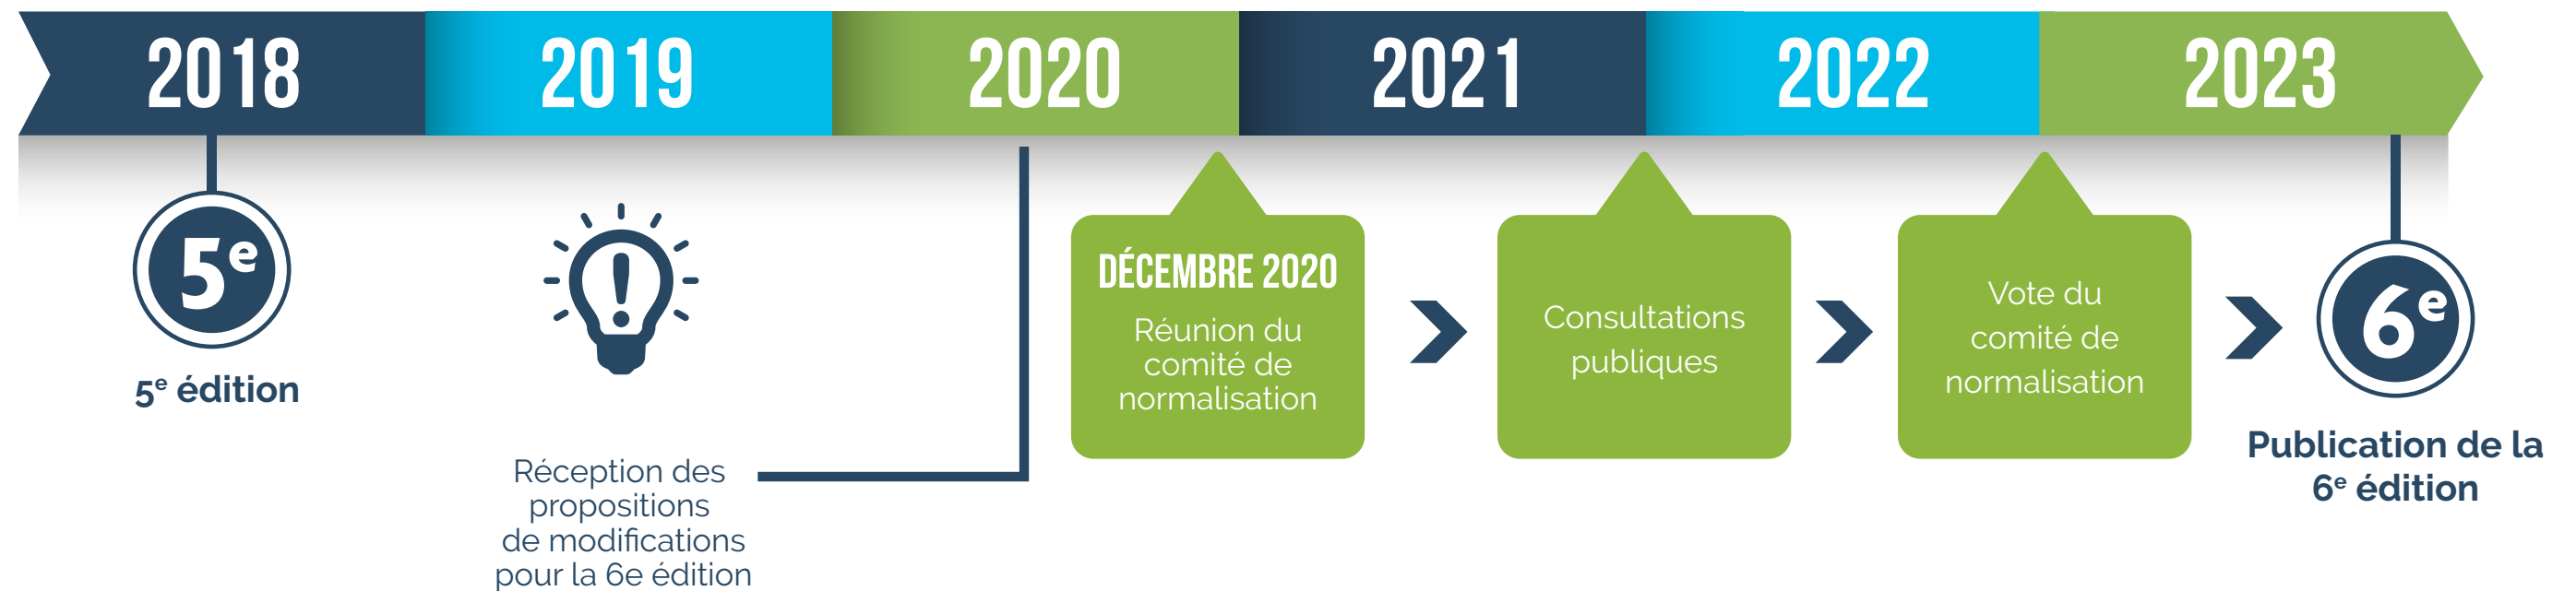 2018
2019
2020
2021
2022
2023
5e
5e édition
!
Réception des
propositions
de modifications
pour la 6e édition
DÉCEMBRE 2020
Réunion du
comité de
normalisation
Consultations
publiques
Vote du
comité de
normalisation
6e
Publication de la
6e édition